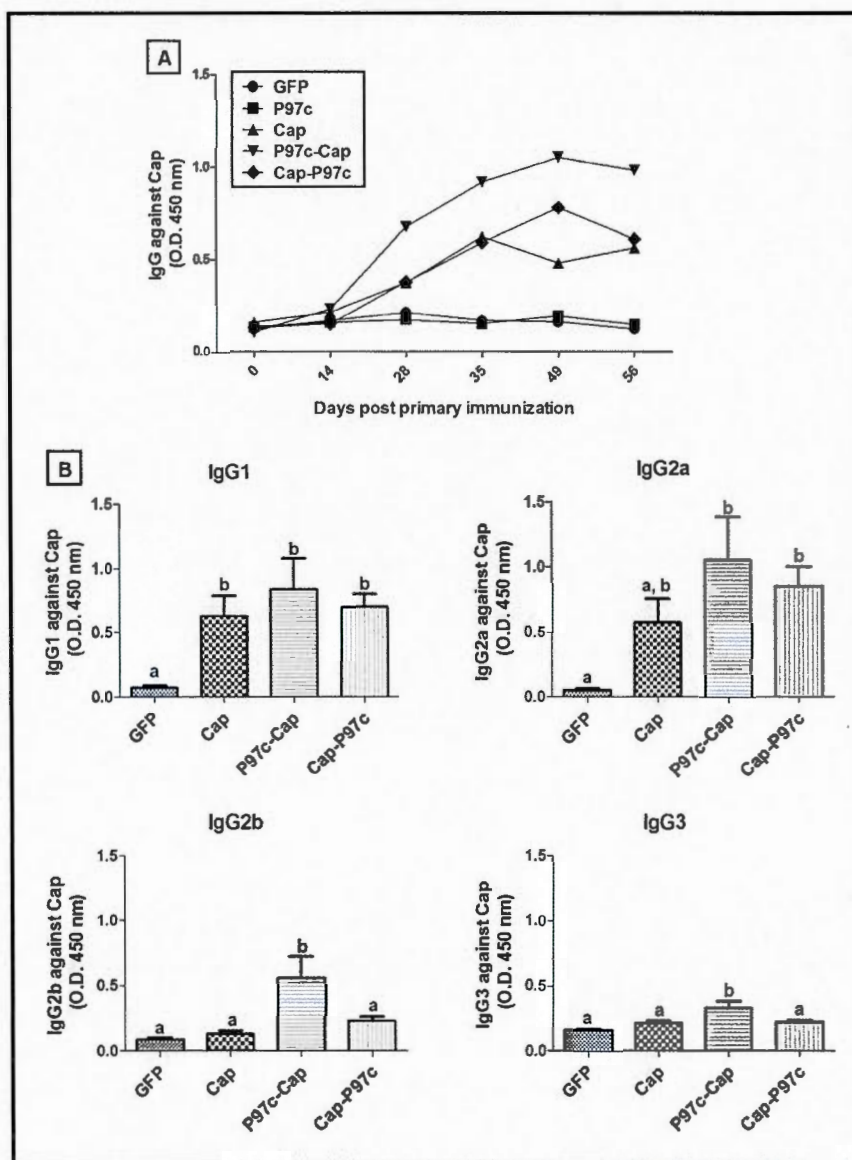 A
GFP
P97c
Cap
P97c-Cap
Cap-P97c
1.5
1.0
0.5
0.0
IgG against Cap
(O.D. 450 nm)
0
14
28
35
49
56
Days post primary immunization
B
IgG1
1.5
1.0
0.5
0.0
IgG1 against Cap
(O.D. 450 nm)
a
b
b
b
GFP
Cap
P97c-Cap
Cap-P97c
IgG2a
1.5
1.0
0.5
0.0
IgG2a against Cap
(O.D. 450 nm)
a
a, b
b
b
GFP
Cap
P97c-Cap
Cap-P97c
IgG2b
1.5
1.0
0.5
0.0
IgG2b against Cap
(O.D. 450 nm)
a
a
b
a
GFP
Cap
P97c-Cap
Cap-P97c
IgG3
1.5
1.0
0.5
0.0
IgG3 against Cap
(O.D. 450 nm)
a
a
b
a
GFP
Cap
P97c-Cap
Cap-P97c